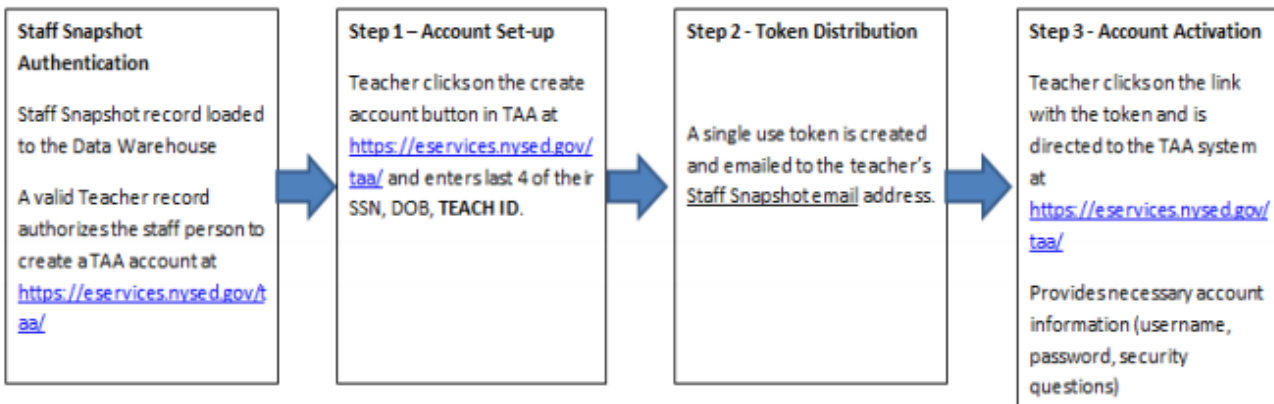 Staff Snapshot
Authentication
Staff Snapshot record loaded
to the Data Warehouse
A valid Teacher record
authorizes the staff person to
create a TAA account at
https://eservices.nysed.gov/t
aa/
Step 1 – Account Set-up
Teacher clicks on the create
account button in TAA at
https://eservices.nysed.gov/
taa/ and enters last 4 of their
SSN, DOB, TEACH ID.
Step 2 - Token Distribution
A single use token is created
and emailed to the teacher’s
Staff Snapshot email address.
Step 3 - Account Activation
Teacher clicks on the link
with the token and is
directed to the TAA system
at
https://eservices.nysed.gov/
taa/
Provides necessary account
information (username,
password, security
questions)